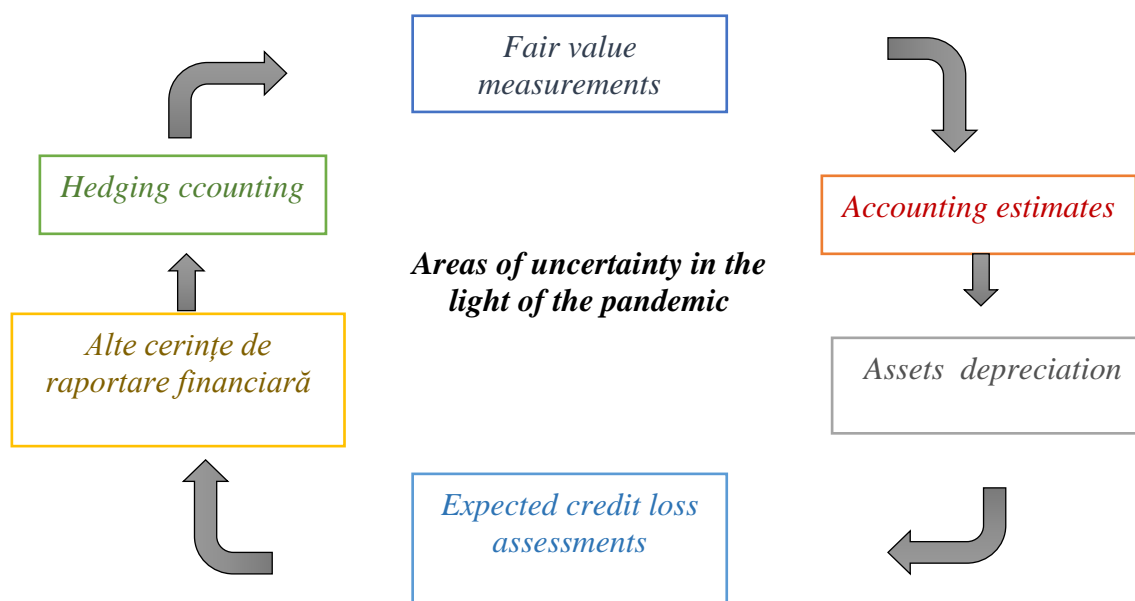 Fair value
measurements
Hedging ccounting
Accounting estimates
Areas of uncertainty in the
light of the pandemic
Alte cerințe de
raportare financiară
Assets  depreciation
Expected credit loss
assessments